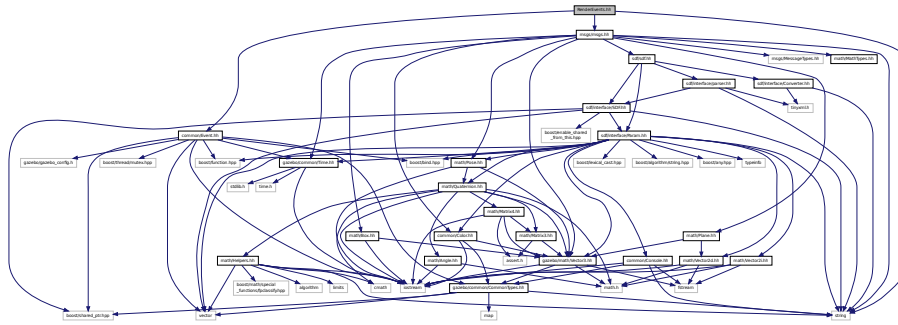 RenderEvents.hh
msgs/msgs.hh
msgs/MessageTypes.hh
math/MathTypes.hh
sdf/sdf.hh
sdf/interface/parser.hh
sdf/interface/Converter.hh
sdf/interface/SDF.hh
tinyxml.h
common/Event.hh
boost/enable_shared
_from_this.hpp
sdf/interface/Param.hh
gazebo/gazebo_config.h
boost/thread/mutex.hpp
boost/function.hpp
gazebo/common/Time.hh
boost/bind.hpp
math/Pose.hh
boost/lexical_cast.hpp
boost/algorithm/string.hpp
boost/any.hpp
typeinfo
stdlib.h
time.h
math/Quaternion.hh
math/Matrix4.hh
math/Box.hh
common/Color.hh
math/Matrix3.hh
math/Plane.hh
math/Helpers.hh
math/Angle.hh
assert.h
gazebo/math/Vector3.hh
common/Console.hh
math/Vector2d.hh
math/Vector2i.hh
boost/math/special
_functions/fpclassify.hpp
algorithm
limits
cmath
iostream
gazebo/common/CommonTypes.hh
math.h
fstream
boost/shared_ptr.hpp
vector
map
string